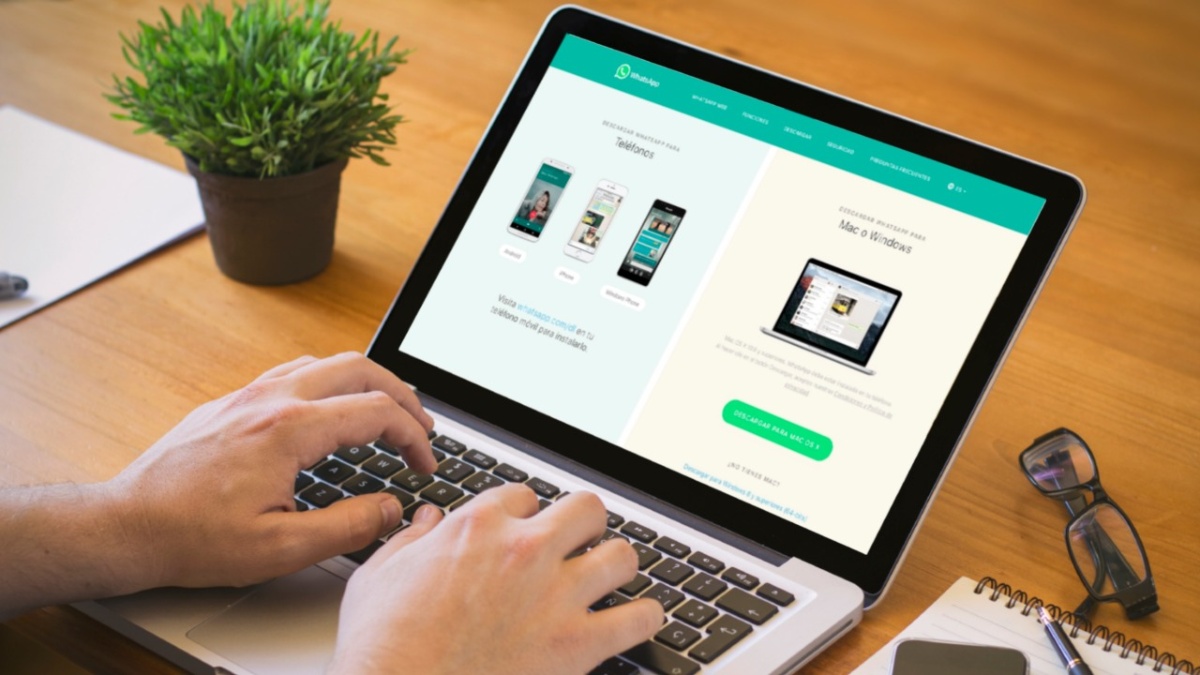 WhatsApp
WHATSAPP WEB
FUNCIONES
DESCARGAR
SEGURIDAD
PREGUNTAS FRECUENTES
ES
DESCARGAR WHATSAPP PARA
Teléfonos
Android
iPhone
Windows Phone
Visita whatsapp.com/dl en tu
teléfono móvil para instalarlo.
DESCARGAR WHATSAPP PARA
Mac o Windows
DESCARGAR PARA MAC OS X
¿NO TIENES MAC?
Descargar para Windows 8 y superiores (64-bits)